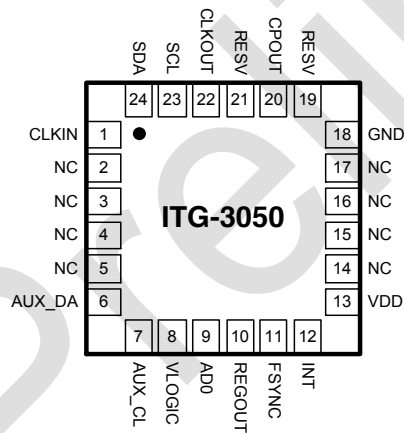 SDA SCL CLKOUT RESV CPOUT RESV
24 23 22 21 20 19
CLKIN 1 18 GND
NC 2 17 NC
NC 3 16 NC
ITG-3050
NC 4 15 NC
NC 5 14 NC
AUX_DA 6 13 VDD
7 8 9 10 11 12
AUX_CL VLOGIC AD0 REGOUT FSYNC INT